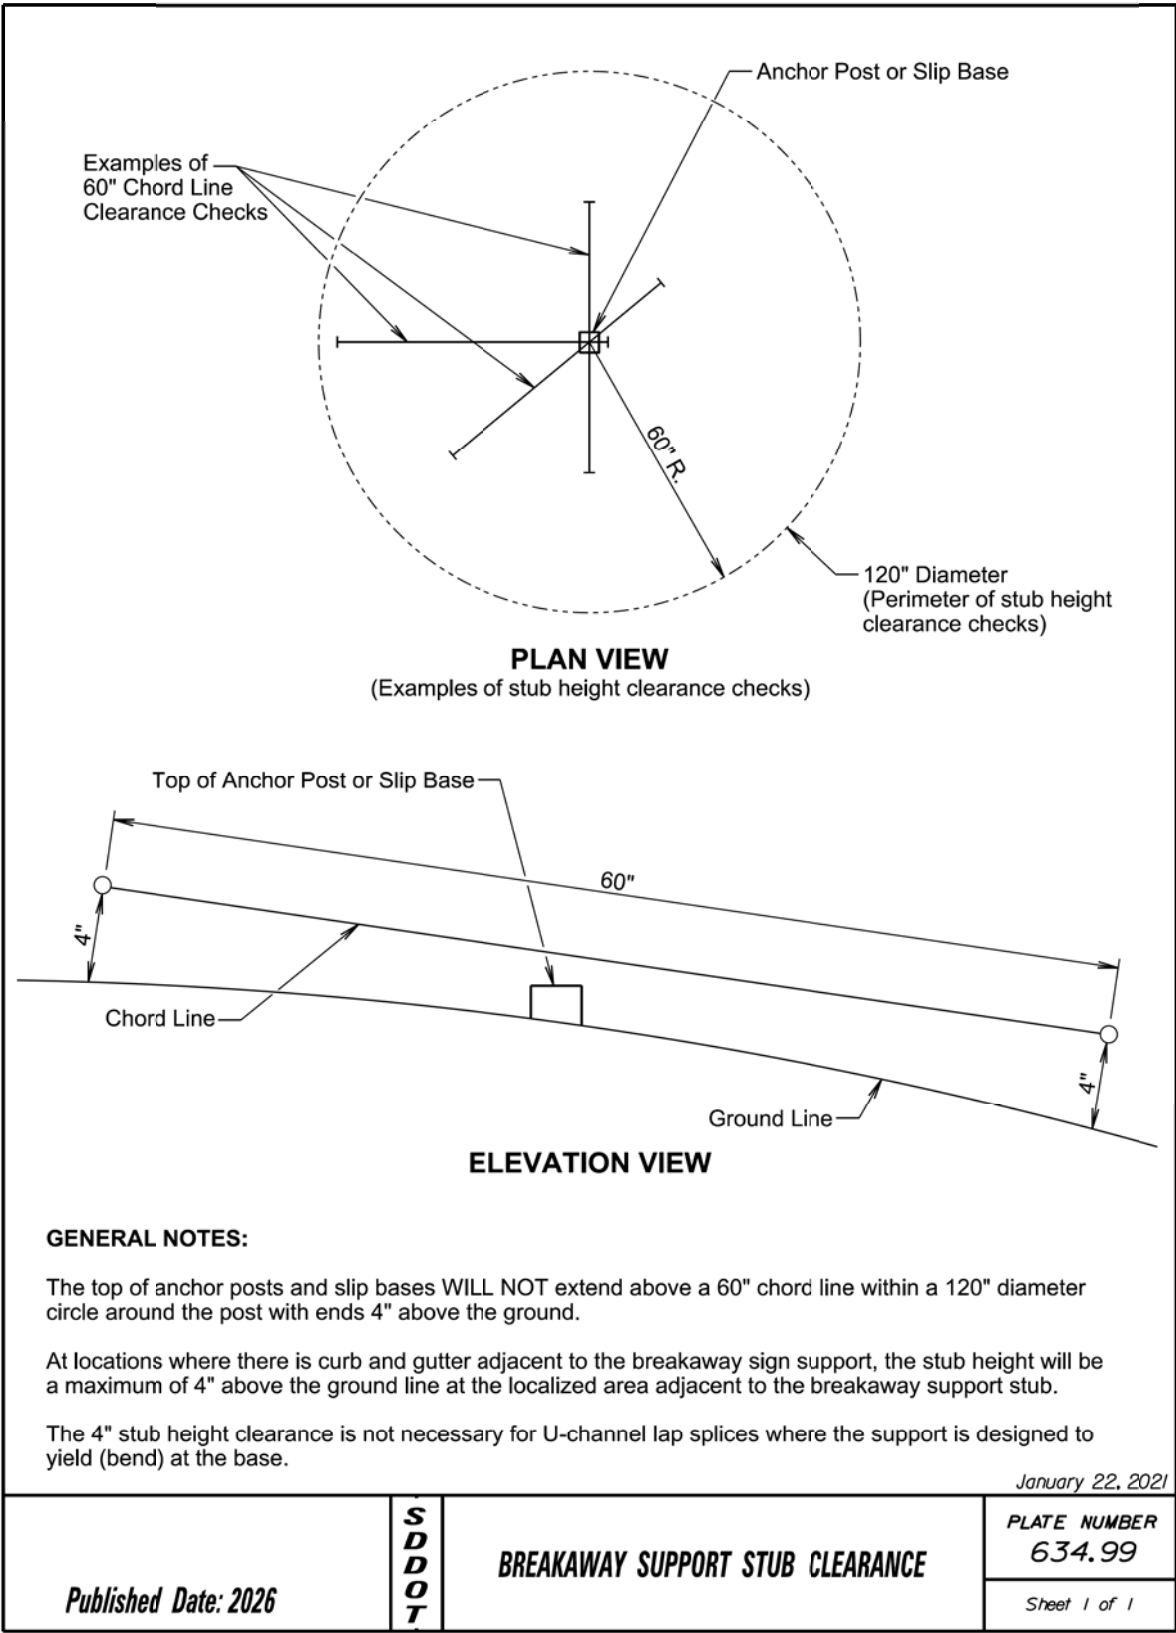 Anchor Post or Slip Base
Examples of
60" Chord Line
Clearance Checks
60" R.
120" Diameter
(Perimeter of stub height
clearance checks)
PLAN VIEW
(Examples of stub height clearance checks)
Top of Anchor Post or Slip Base
60"
4"
Chord Line
4"
Ground Line
ELEVATION VIEW
GENERAL NOTES:
The top of anchor posts and slip bases WILL NOT extend above a 60" chord line within a 120" diameter
circle around the post with ends 4" above the ground.
At locations where there is curb and gutter adjacent to the breakaway sign support, the stub height will be
a maximum of 4" above the ground line at the localized area adjacent to the breakaway support stub.
The 4" stub height clearance is not necessary for U-channel lap splices where the support is designed to
yield (bend) at the base.
January 22, 2021
Published Date: 2026
S
D
D
O
T
BREAKAWAY SUPPORT STUB CLEARANCE
PLATE NUMBER
634.99
Sheet 1 of 1